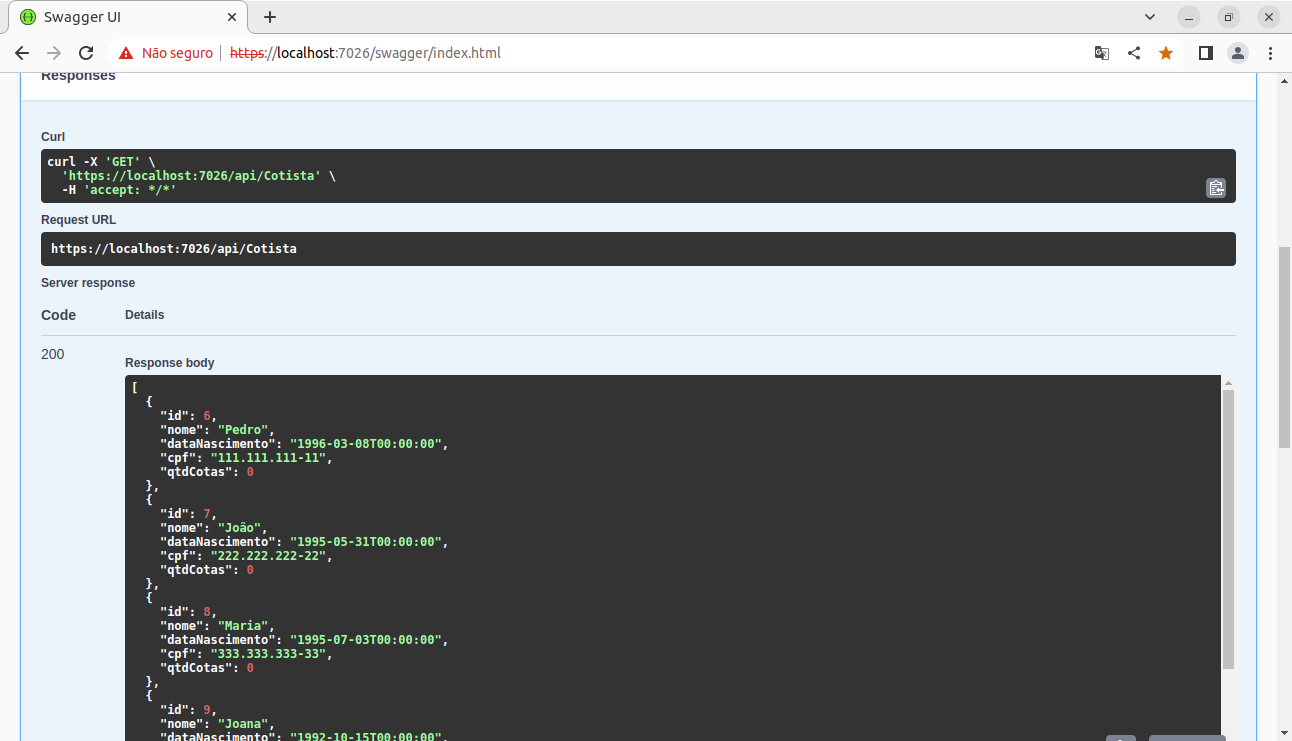 Swagger UI
Não seguro https://localhost:7026/swagger/index.html
Responses
Curl
curl -X 'GET' \
'https://localhost:7026/api/Cotista' \
-H 'accept: */*'
Request URL
https://localhost:7026/api/Cotista
Server response
Code Details
200
Response body
[
{
"id": 6,
"nome": "Pedro",
"dataNascimento": "1996-03-08T00:00:00",
"cpf": "111.111.111-11",
"qtdCotas": 0
},
{
"id": 7,
"nome": "João",
"dataNascimento": "1995-05-31T00:00:00",
"cpf": "222.222.222-22",
"qtdCotas": 0
},
{
"id": 8,
"nome": "Maria",
"dataNascimento": "1995-07-03T00:00:00",
"cpf": "333.333.333-33",
"qtdCotas": 0
},
{
"id": 9,
"nome": "Joana",
"dataNascimento": "1992-10-15T00:00:00",